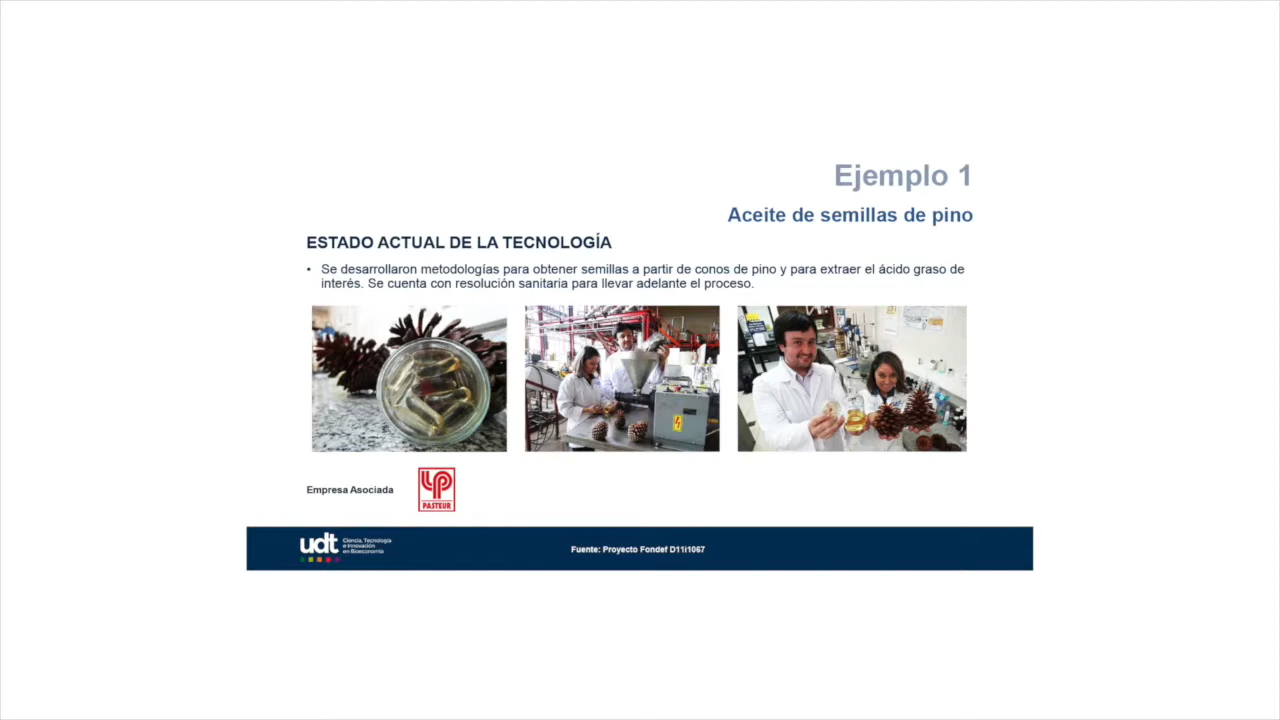 Ejemplo 1
Aceite de semillas de pino
ESTADO ACTUAL DE LA TECNOLOGÍA
• Se desarrollaron metodologías para obtener semillas a partir de conos de pino y para extraer el ácido graso de
interés. Se cuenta con resolución sanitaria para llevar adelante el proceso.
Empresa Asociada
LP
PASTEUR
udt
Ciencia, Tecnología
e Innovación
en Bioeconomía
Fuente: Proyecto Fondef D11i1067